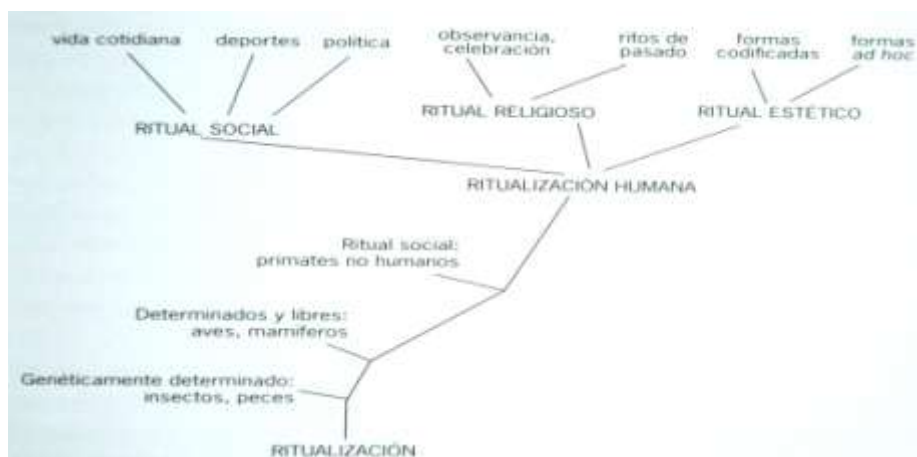 vida cotidiana
deportes
política
observancia,
celebración
ritos de
pasado
formas
codificadas
formas
ad hoc
RITUAL SOCIAL
RITUAL RELIGIOSO
RITUAL ESTÉTICO
RITUALIZACIÓN HUMANA
Ritual social:
primates no humanos
Determinados y libres:
aves, mamíferos
Genéticamente determinado:
insectos, peces
RITUALIZACIÓN